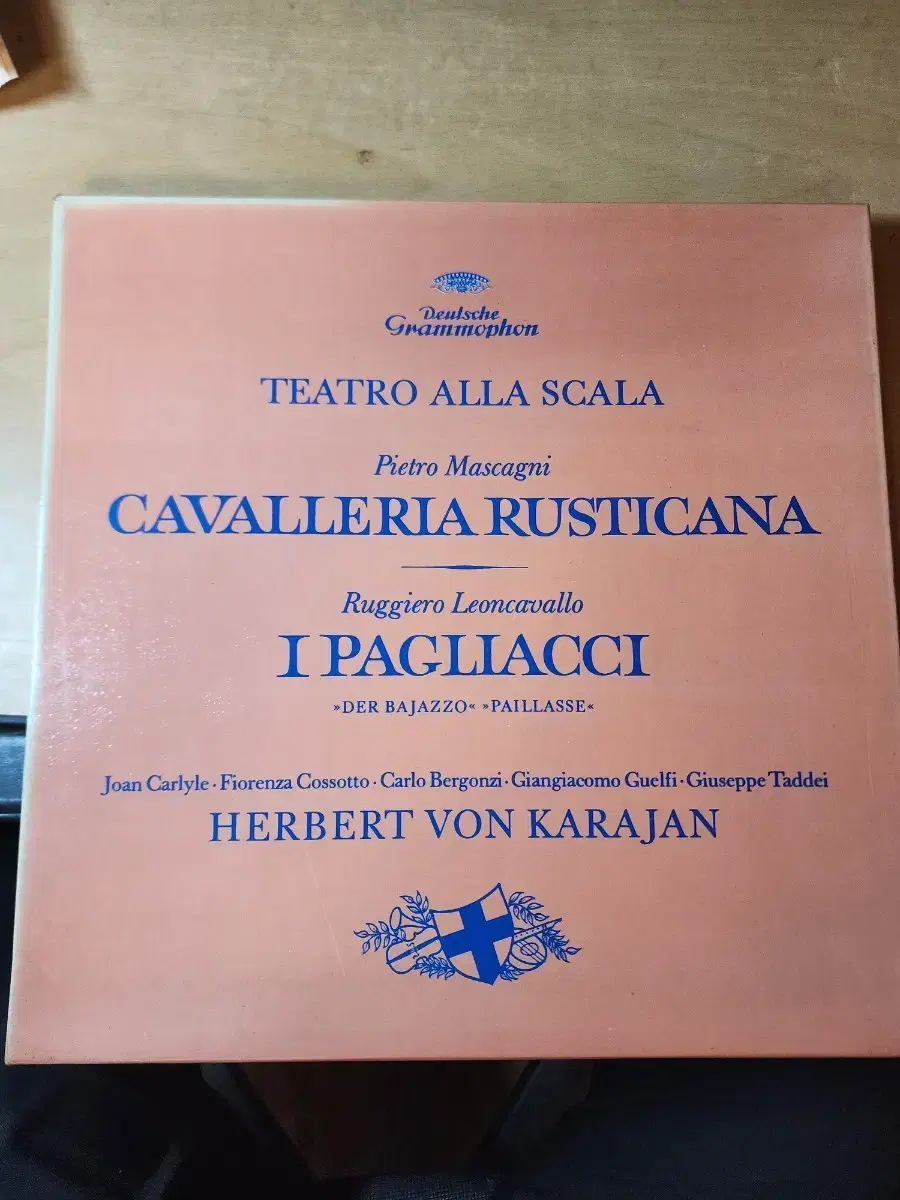 Deutsche
Grammophon
TEATRO ALLA SCALA
Pietro Mascagni
CAVALLERIA RUSTICANA
Ruggiero Leoncavallo
I PAGLIACCI
»DER BAJAZZO« »PAILLASSE«
Joan Carlyle · Fiorenza Cossotto · Carlo Bergonzi · Giangiacomo Guelfi · Giuseppe Taddei
HERBERT VON KARAJAN